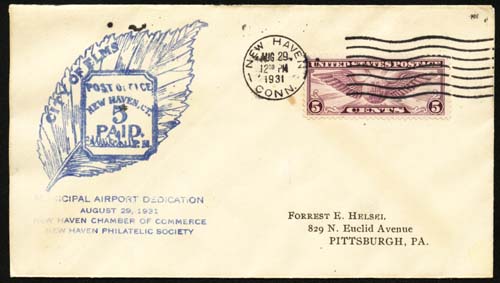 CITY OF ELMS
POST OFFICE
NEW HAVEN, CT.
5
PAID.
MUNICIPAL AIRPORT DEDICATION
AUGUST 29, 1931
NEW HAVEN CHAMBER OF COMMERCE
NEW HAVEN PHILATELIC SOCIETY
NEW HAVEN
AUG 29
12 PM
1931
CONN.
UNITED STATES POSTAGE
5 CENTS 5
FORREST E. HELSEL
829 N. Euclid Avenue
PITTSBURGH, PA.